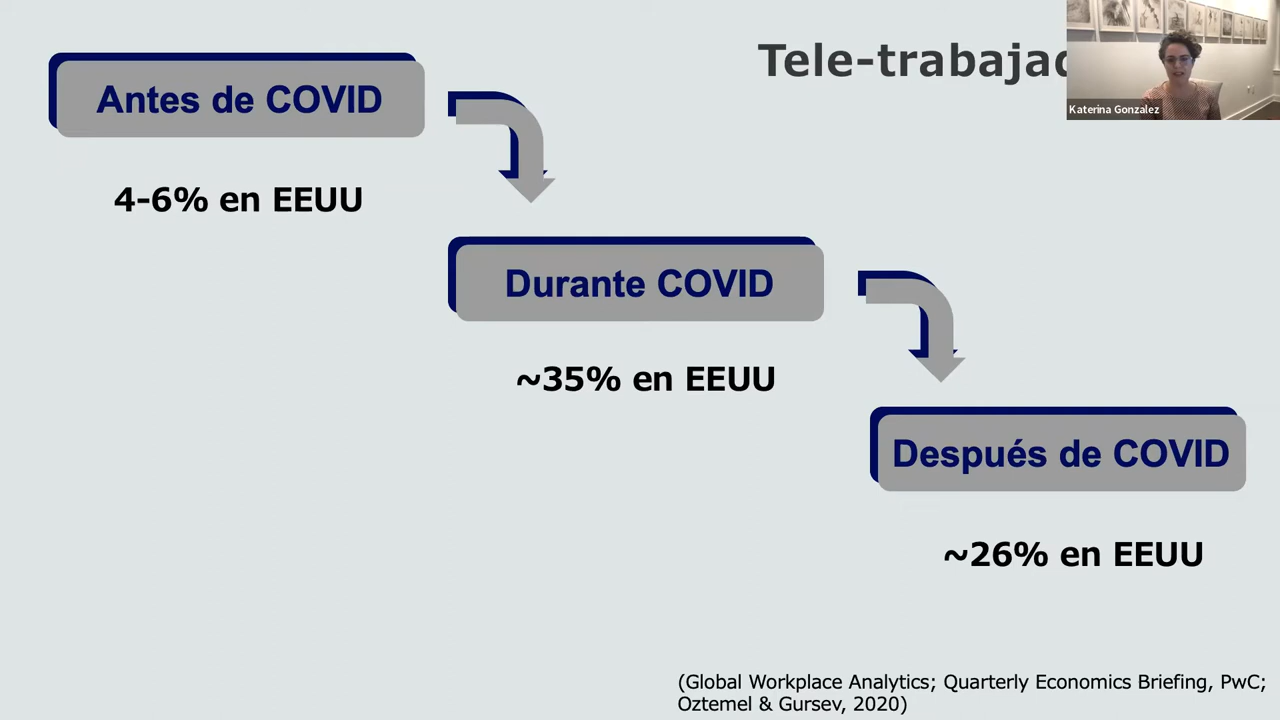 Tele-trabajad
Katerina Gonzalez
Antes de COVID
4-6% en EEUU
Durante COVID
~35% en EEUU
Después de COVID
~26% en EEUU
(Global Workplace Analytics; Quarterly Economics Briefing, PwC;
Oztemel & Gursev, 2020)